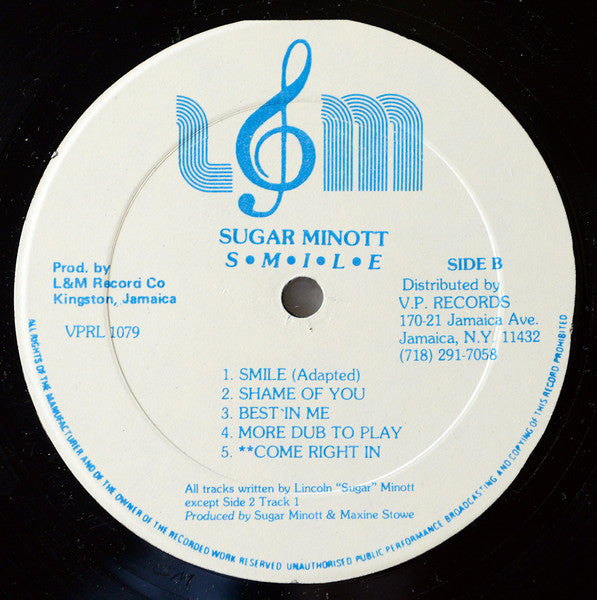 L&M
SUGAR MINOTT
S•M•I•L•E
SIDE B
Prod. by
L&M Record Co
Kingston, Jamaica
VPRL 1079
Distributed by
V.P. RECORDS
170-21 Jamaica Ave.
Jamaica, N.Y. 11432
(718) 291-7058
1. SMILE (Adapted)
2. SHAME OF YOU
3. BEST IN ME
4. MORE DUB TO PLAY
5. **COME RIGHT IN
All tracks written by Lincoln "Sugar" Minott
except Side 2 Track 1
Produced by Sugar Minott & Maxine Stowe
ALL RIGHTS OF THE MANUFACTURER AND OF THE OWNER OF THE RECORDED WORK RESERVED UNAUTHORISED PUBLIC PERFORMANCE BROADCASTING AND COPYING OF THIS RECORD PROHIBITED